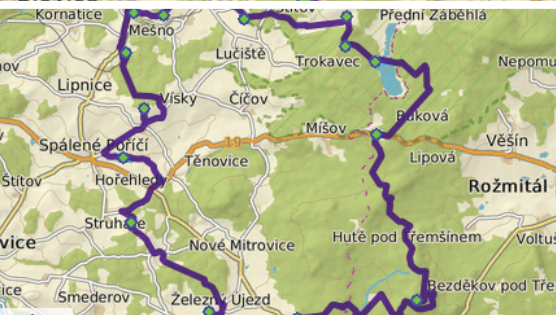 Kornatice
Přední Záběhlá
Mešno
Lučiště
Trokavec
Nepomu
Lipnice
Vísky
Číčov
Míšov
Buková
19
Věšín
Spálené Poříčí
Těnovice
Lipová
Štítov
Hořehledy
Rožmitál
Struhaře
vice
Nové Mitrovice
Hutě pod Třemšínem
Voltuš
Smederov
Železný Újezd
Bezděkov pod Tře